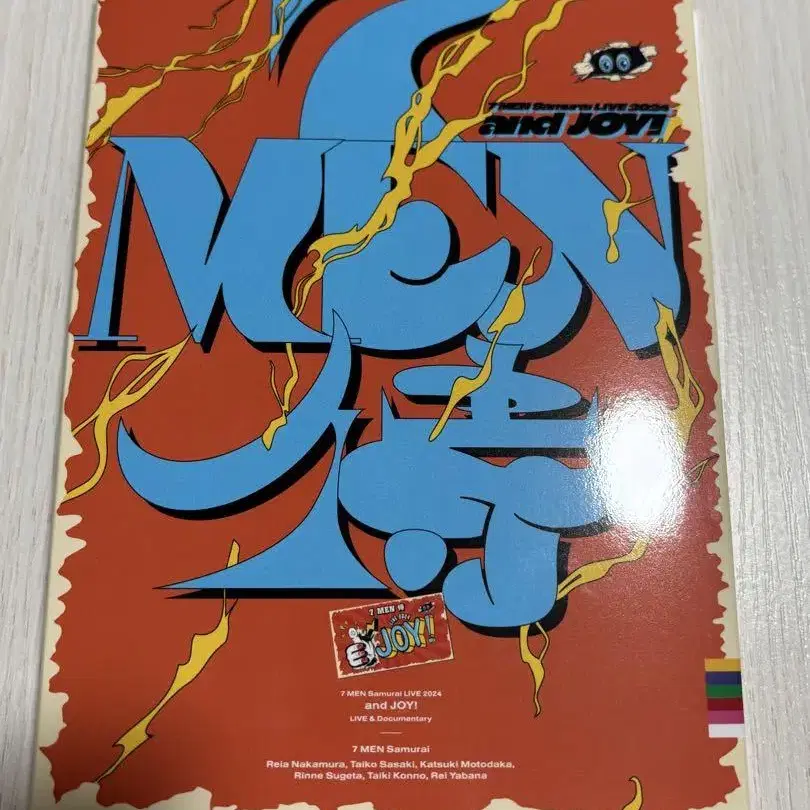 7 MEN Samurai LIVE 2024
and JOY!
MEN
侍
7 MEN 侍
JOY!
7 MEN Samurai LIVE 2024
and JOY!
LIVE & Documentary
7 MEN Samurai
Reia Nakamura, Taiko Sasaki, Katsuki Motodaka,
Rinne Sugeta, Taiki Konno, Rei Yabana